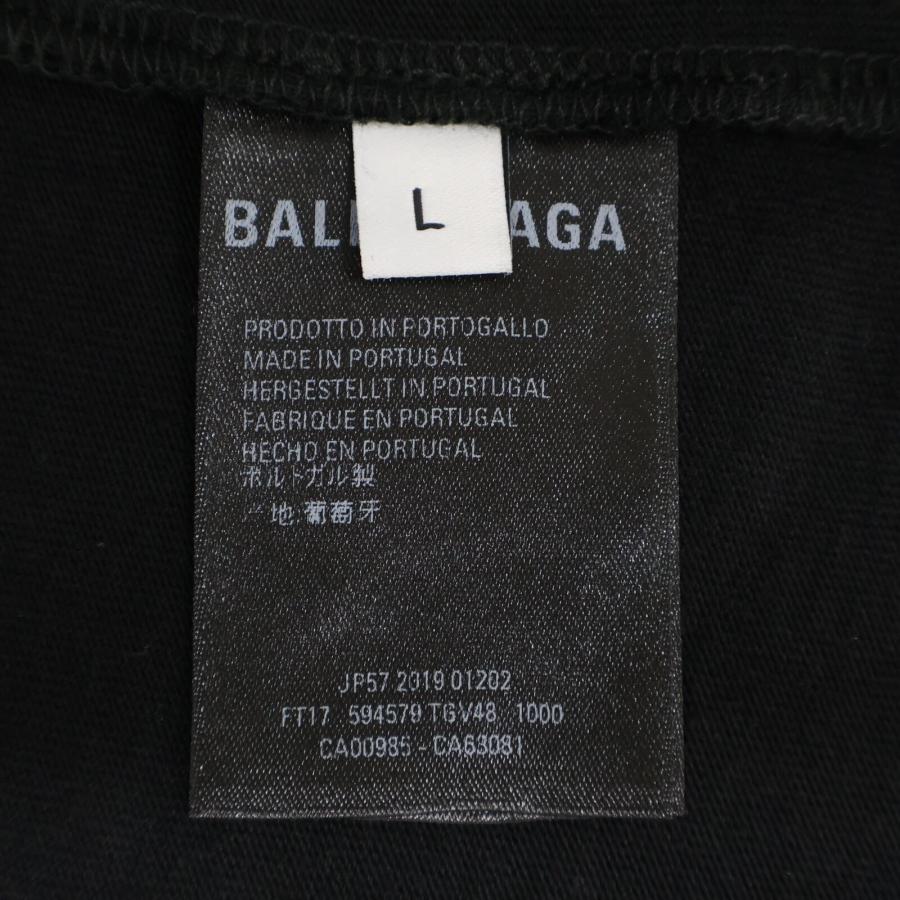 L
BAL AGA
PRODOTTO IN PORTOGALLO
MADE IN PORTUGAL
HERGESTELLT IN PORTUGAL
FABRIQUE EN PORTUGAL
HECHO EN PORTUGAL
ポルトガル製
产地:葡萄牙
JP57 2019 01202
FT17 594579 TGV48 1000
CA00985 - CA63081